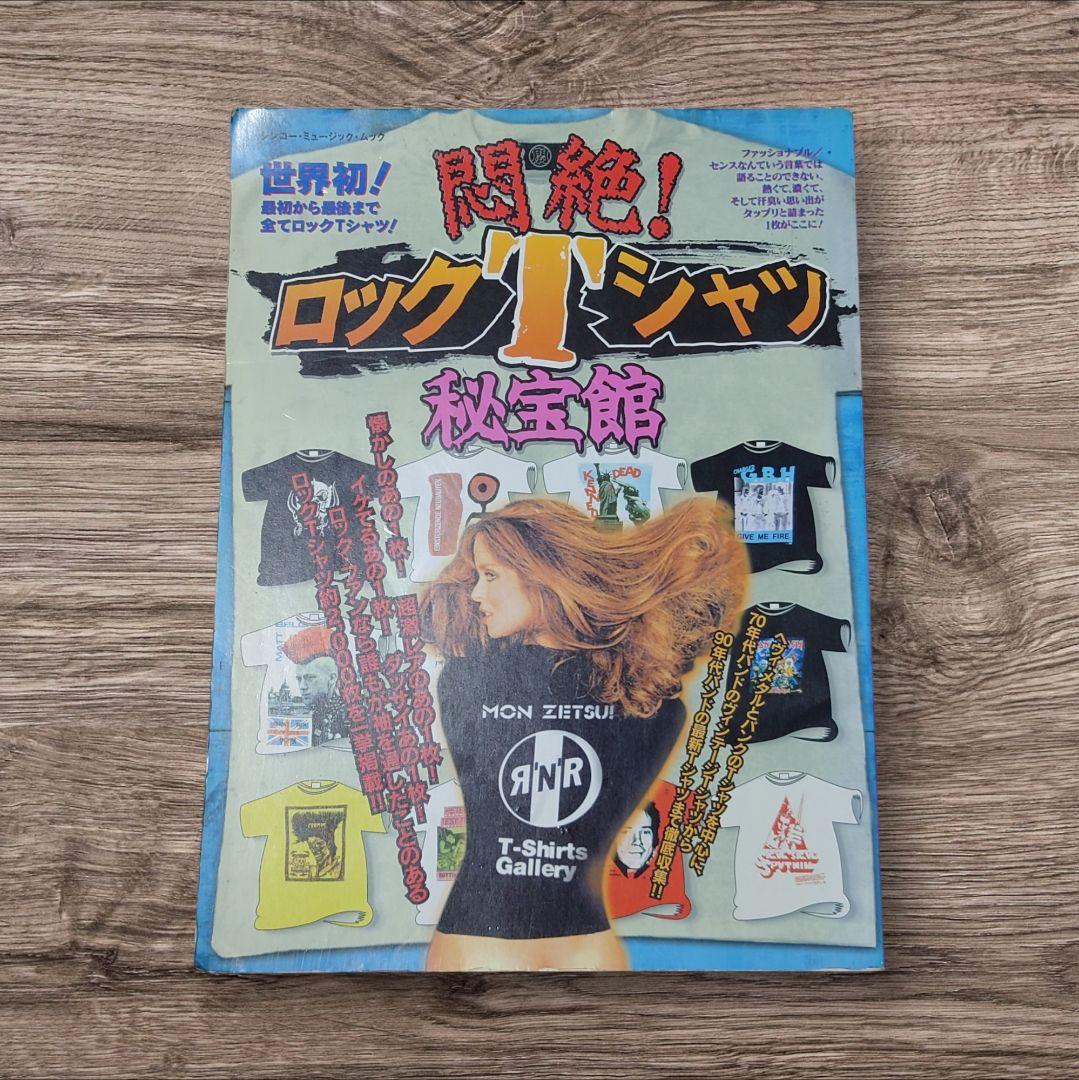 シンコー・ミュージック・ムック
世界初!
最初から最後まで
全てロックTシャツ!
悶絶!
ファッショナブル/
センスなんていう言葉では
語ることのできない、
熱くて、濃くて、
そして汗臭い思い出が
タップリと詰まった
1枚がここに!
ロックTシャツ
秘宝館
懐かしのあの1枚! 超激レアのあの1枚!
イケてるあの1枚! ダッサイあの1枚!
ロック・ファンなら誰もが袖を通したことのある
ロックTシャツ約2,000枚を一挙掲載!!
ヘヴィ・メタルとパンクのTシャツを中心に、
70年代バンドのヴィンテージTシャツから
90年代バンドの最新Tシャツまで徹底収集!!
EINSTÜRZENDE NEUBAUTEN
DEAD
CHARGED
G.B.H
GIVE ME FIRE
MATT
MON ZETSU!
R'N'R
T-Shirts
Gallery
SPUTNIK